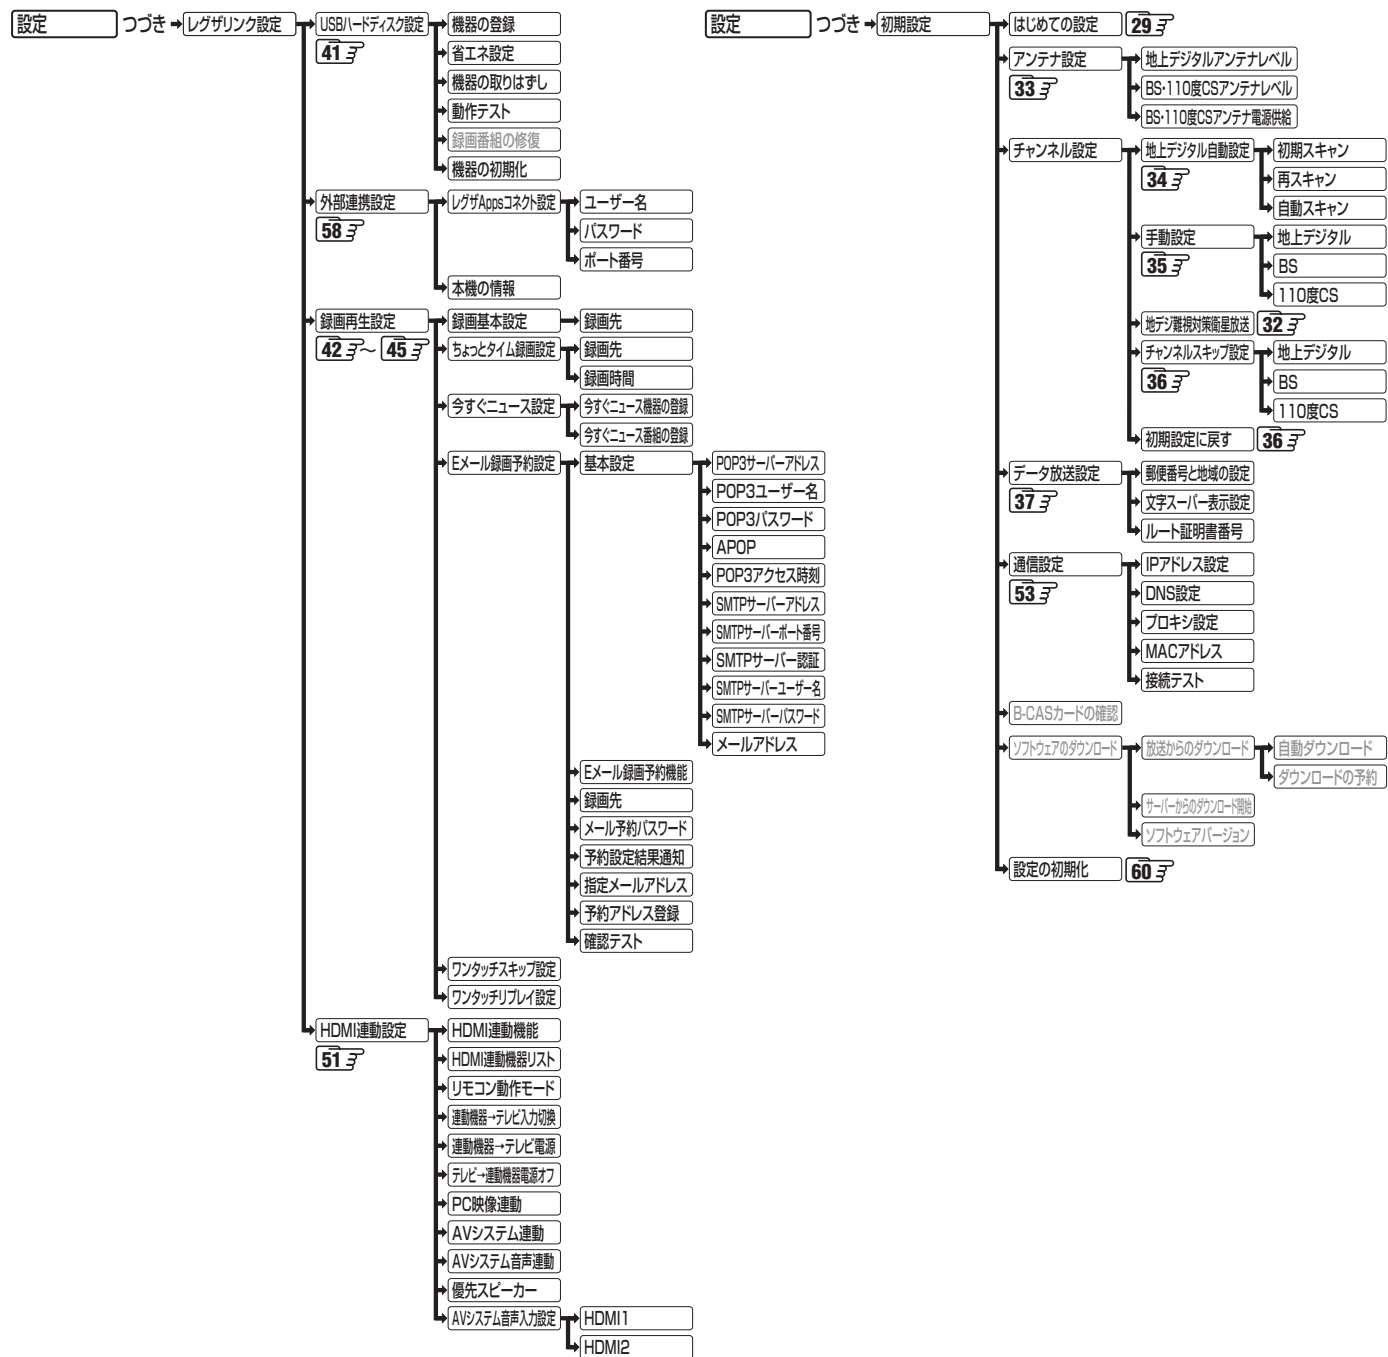 設定
つづき
レグザリンク設定
USBハードディスク設定
41
機器の登録
省エネ設定
機器の取りはずし
動作テスト
録画番組の修復
機器の初期化
外部連携設定
58
レグザAppsコネクト設定
ユーザー名
パスワード
ポート番号
本機の情報
録画再生設定
42 ～ 45
録画基本設定
録画先
ちょっとタイム録画設定
録画先
録画時間
今すぐニュース設定
今すぐニュース機器の登録
今すぐニュース番組の登録
Eメール録画予約設定
基本設定
POP3サーバーアドレス
POP3ユーザー名
POP3パスワード
APOP
POP3アクセス時刻
SMTPサーバーアドレス
SMTPサーバーポート番号
SMTPサーバー認証
SMTPサーバーユーザー名
SMTPサーバーパスワード
メールアドレス
Eメール録画予約機能
録画先
メール予約パスワード
予約設定結果通知
指定メールアドレス
予約アドレス登録
確認テスト
ワンタッチスキップ設定
ワンタッチリプレイ設定
HDMI連動設定
51
HDMI連動機能
HDMI連動機器リスト
リモコン動作モード
連動機器→テレビ入力切換
連動機器→テレビ電源
テレビ→連動機器電源オフ
PC映像連動
AVシステム連動
AVシステム音声連動
優先スピーカー
AVシステム音声入力設定
HDMI1
HDMI2
設定
つづき
初期設定
はじめての設定
29
アンテナ設定
33
地上デジタルアンテナレベル
BS・110度CSアンテナレベル
BS・110度CSアンテナ電源供給
チャンネル設定
地上デジタル自動設定
34
初期スキャン
再スキャン
自動スキャン
手動設定
35
地上デジタル
BS
110度CS
地デジ難視対策衛星放送
32
チャンネルスキップ設定
36
地上デジタル
BS
110度CS
初期設定に戻す
36
データ放送設定
37
郵便番号と地域の設定
文字スーパー表示設定
ルート証明書番号
通信設定
53
IPアドレス設定
DNS設定
プロキシ設定
MACアドレス
接続テスト
B-CASカードの確認
ソフトウェアのダウンロード
放送からのダウンロード
自動ダウンロード
ダウンロードの予約
サーバーからのダウンロード開始
ソフトウェアバージョン
設定の初期化
60